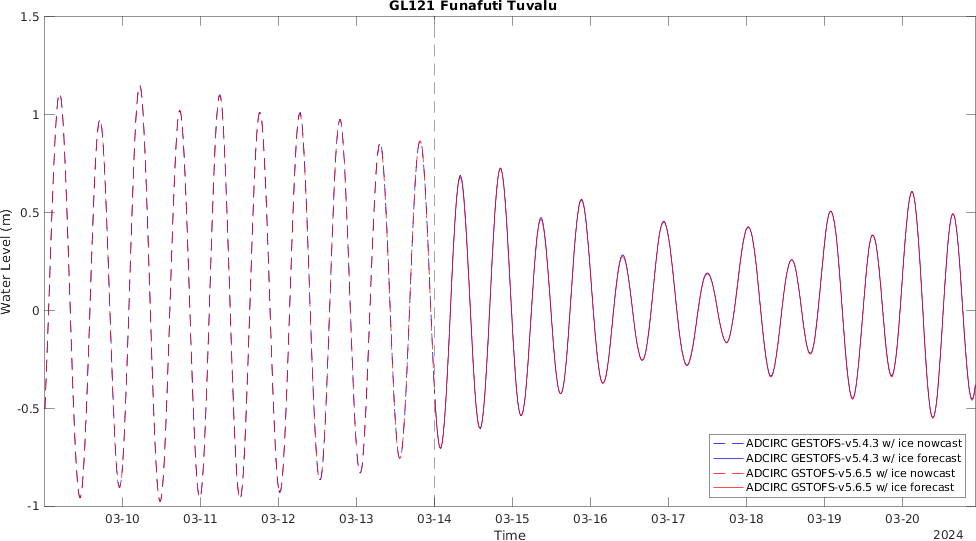 GL121 Funafuti Tuvalu
1.5
1
0.5
0
-0.5
-1
Water Level (m)
03-10 03-11 03-12 03-13 03-14 03-15 03-16 03-17 03-18 03-19 03-20
Time
2024
ADCIRC GESTOFS-v5.4.3 w/ ice nowcast
ADCIRC GESTOFS-v5.4.3 w/ ice forecast
ADCIRC GSTOFS-v5.6.5 w/ ice nowcast
ADCIRC GSTOFS-v5.6.5 w/ ice forecast